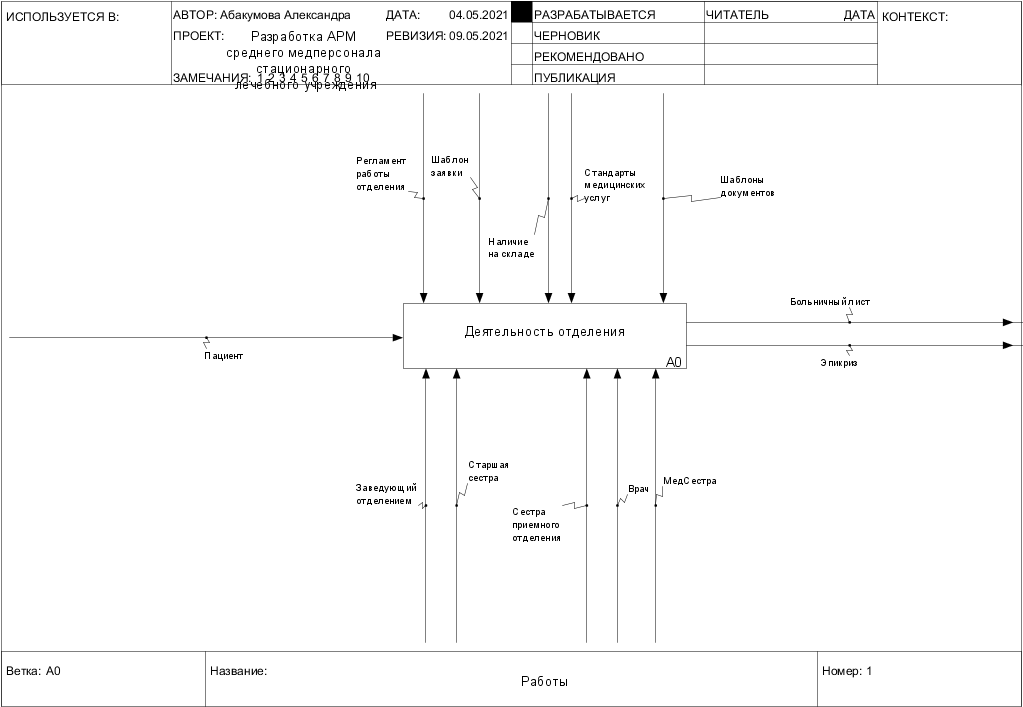 ИСПОЛЬЗУЕТСЯ В:
АВТОР: Абакумова Александра
ДАТА: 04.05.2021
РАЗРАБАТЫВАЕТСЯ
ЧИТАТЕЛЬ
ДАТА
КОНТЕКСТ:
ПРОЕКТ: Разработка АРМ
среднего медперсонала
стационарного
лечебного учреждения
РЕВИЗИЯ: 09.05.2021
ЧЕРНОВИК
РЕКОМЕНДОВАНО
ЗАМЕЧАНИЯ: 1 2 3 4 5 6 7 8 9 10
ПУБЛИКАЦИЯ
Регламент
работы
отделения
Шаблон
заявки
Наличие
на складе
Стандарты
медицинских
услуг
Шаблоны
документов
Пациент
Деятельность отделения
A0
Больничный лист
Эпикриз
Заведующий
отделением
Старшая
сестра
Сестра
приемного
отделения
Врач
МедСестра
Ветка: A0
Название:
Работы
Номер: 1